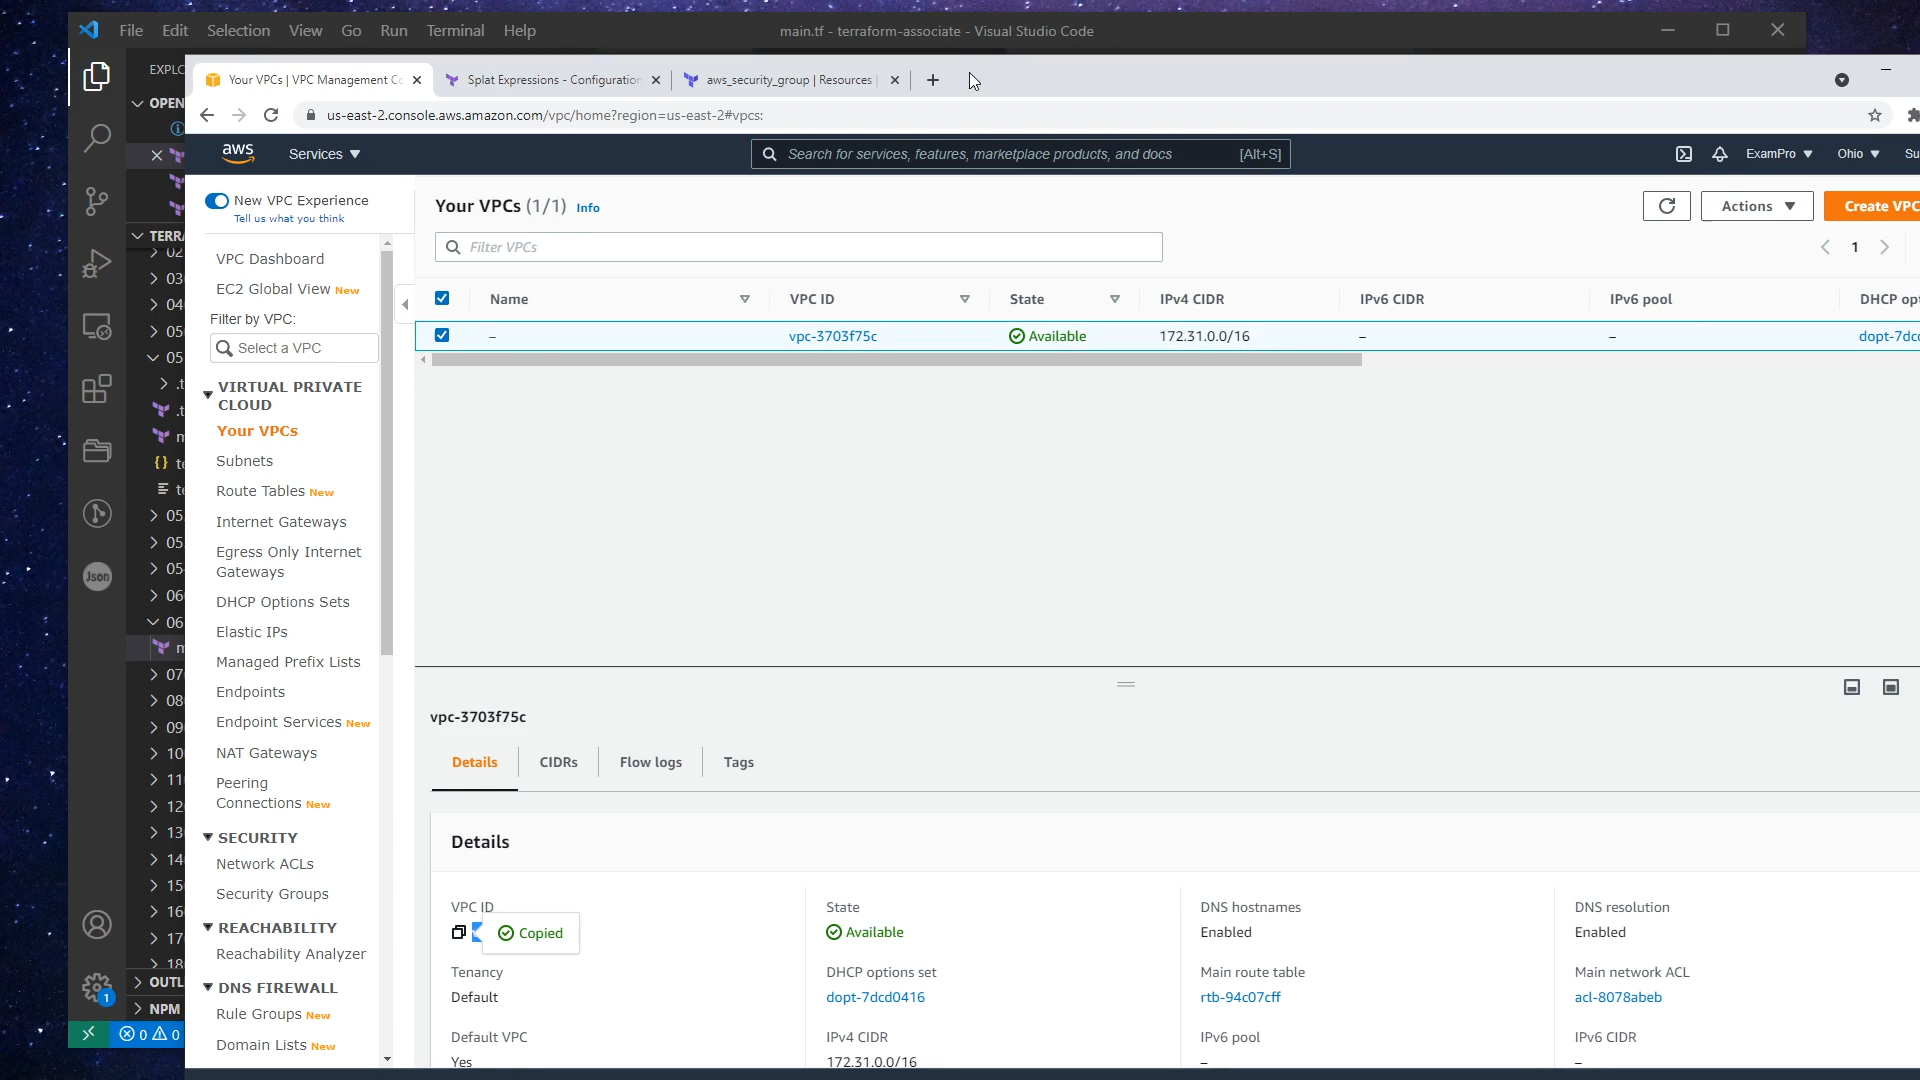 File Edit Selection View Go Run Terminal Help
main.tf - terraform-associate - Visual Studio Code
EXPLO
Your VPCs | VPC Management Co
Splat Expressions - Configuration
aws_security_group | Resources |
OPEN
us-east-2.console.aws.amazon.com/vpc/home?region=us-east-2#vpcs:
aws
Services
Search for services, features, marketplace products, and docs [Alt+S]
ExamPro
Ohio
Su
New VPC Experience
Tell us what you think
Your VPCs (1/1) Info
Actions
Create VPC
TERRA
Filter VPCs
1
VPC Dashboard
EC2 Global View New
Filter by VPC:
Select a VPC
Name
VPC ID
State
IPv4 CIDR
IPv6 CIDR
IPv6 pool
DHCP opt
–
vpc-3703f75c
Available
172.31.0.0/16
–
–
dopt-7dcd
VIRTUAL PRIVATE
CLOUD
Your VPCs
Subnets
Route Tables New
Internet Gateways
Egress Only Internet
Gateways
DHCP Options Sets
Elastic IPs
Managed Prefix Lists
Endpoints
Endpoint Services New
NAT Gateways
Peering
Connections New
SECURITY
Network ACLs
Security Groups
REACHABILITY
Reachability Analyzer
DNS FIREWALL
Rule Groups New
Domain Lists New
vpc-3703f75c
Details
CIDRs
Flow logs
Tags
Details
VPC ID
Copied
State
Available
DNS hostnames
Enabled
DNS resolution
Enabled
Tenancy
Default
DHCP options set
dopt-7dcd0416
Main route table
rtb-94c07cff
Main network ACL
acl-8078abeb
Default VPC
Yes
IPv4 CIDR
172.31.0.0/16
IPv6 pool
–
IPv6 CIDR
–
02
03
04
05
05
.t
.t
m
te
te
05
05
05
06
06
m
07
08
09
10
11
12
13
14
15
16
17
18
OUTL
NPM
Json
1
0 0